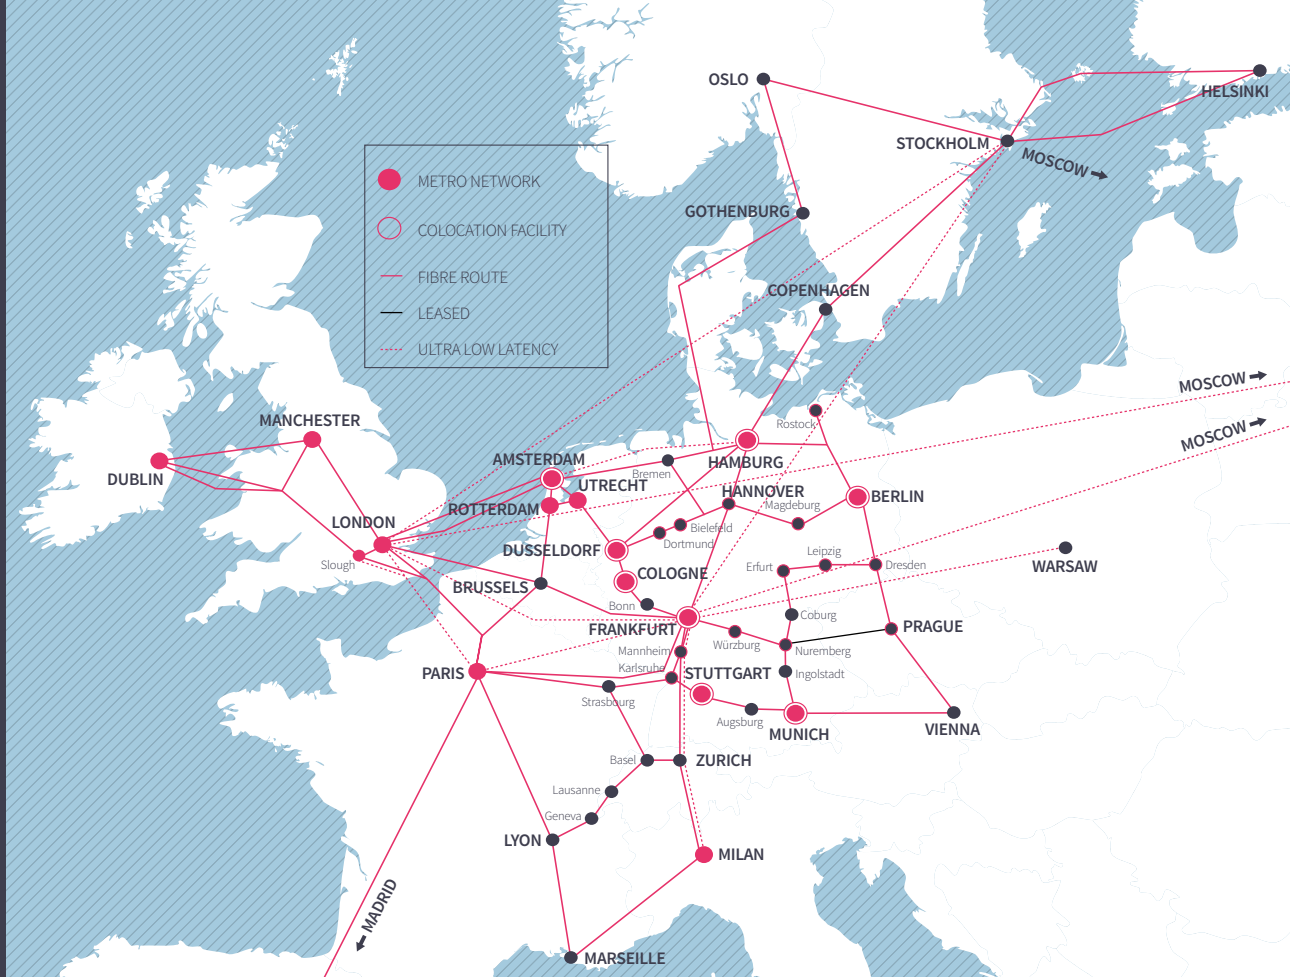 OSLO
HELSINKI
STOCKHOLM
MOSCOW
METRO NETWORK
GOTHENBURG
COLOCATION FACILITY
FIBRE ROUTE
COPENHAGEN
LEASED
ULTRA LOW LATENCY
MOSCOW
MANCHESTER
Rostock
MOSCOW
AMSTERDAM
HAMBURG
DUBLIN
Bremen
UTRECHT
HANNOVER
BERLIN
Magdeburg
ROTTERDAM
LONDON
Bielefeld
Dortmund
DUSSELDORF
Slough
Leipzig
Erfurt
Dresden
WARSAW
COLOGNE
BRUSSELS
Bonn
Coburg
FRANKFURT
PRAGUE
Würzburg
Mannheim
Nuremberg
Karlsruhe
PARIS
STUTTGART
Ingolstadt
Strasbourg
Augsburg
MUNICH
VIENNA
Basel
ZURICH
Lausanne
Geneva
LYON
MILAN
MADRID
MARSEILLE